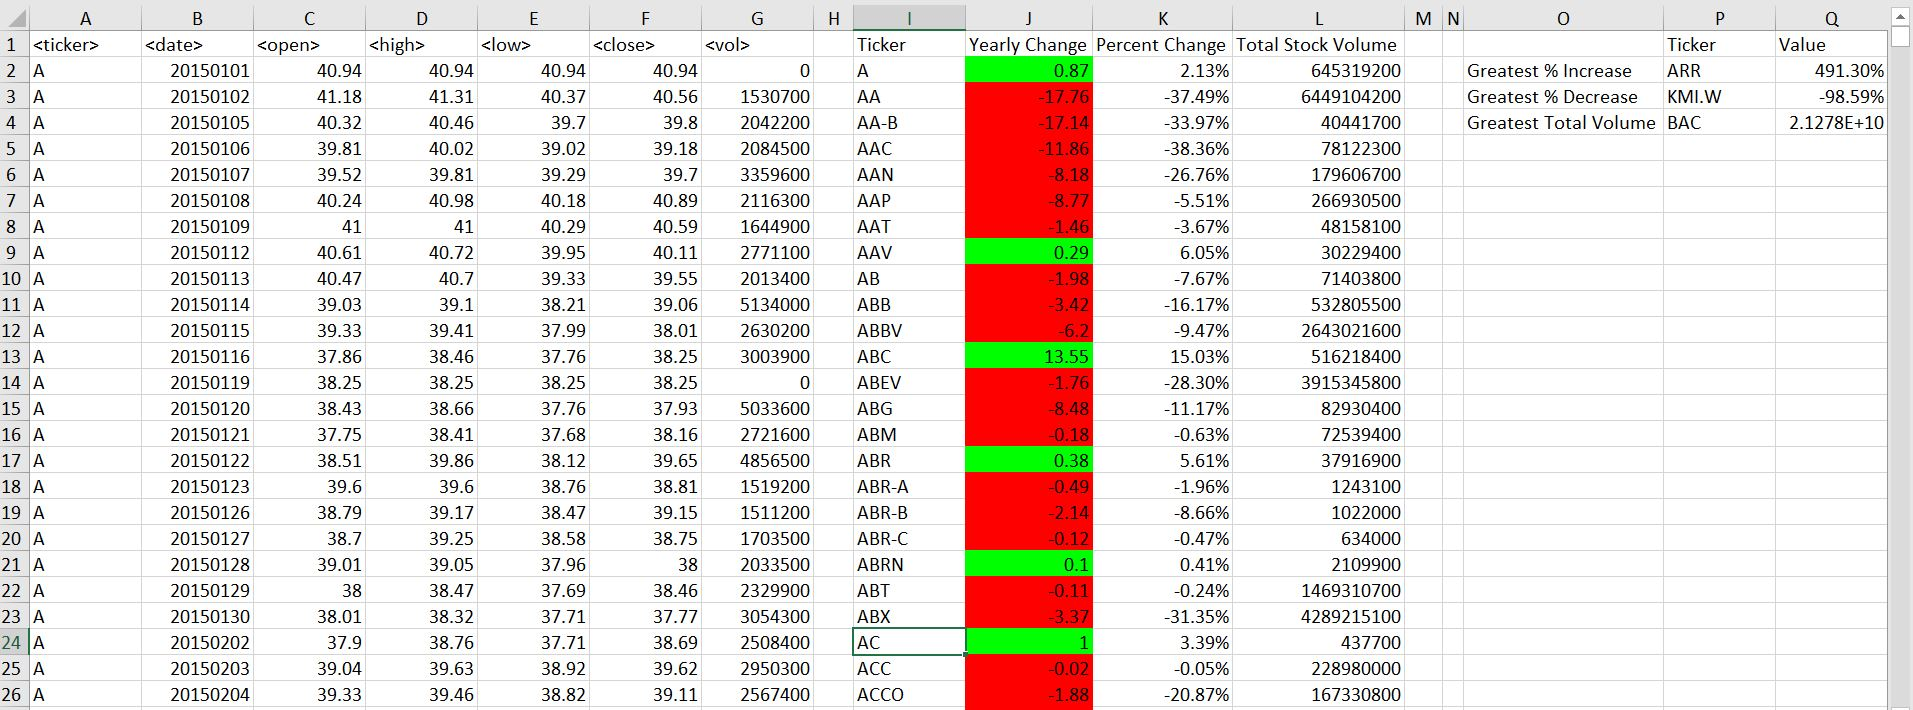 A B C D E F G H I J K L M N O P Q
1 <ticker> <date> <open> <high> <low> <close> <vol> Ticker Yearly Change Percent Change Total Stock Volume Ticker Value
2 A 20150101 40.94 40.94 40.94 40.94 0 A 0.87 2.13% 645319200 Greatest % Increase ARR 491.30%
3 A 20150102 41.18 41.31 40.37 40.56 1530700 AA -17.76 -37.49% 6449104200 Greatest % Decrease KMI.W -98.59%
4 A 20150105 40.32 40.46 39.7 39.8 2042200 AA-B -17.14 -33.97% 40441700 Greatest Total Volume BAC 2.1278E+10
5 A 20150106 39.81 40.02 39.02 39.18 2084500 AAC -11.86 -38.36% 78122300
6 A 20150107 39.52 39.81 39.29 39.7 3359600 AAN -8.18 -26.76% 179606700
7 A 20150108 40.24 40.98 40.18 40.89 2116300 AAP -8.77 -5.51% 266930500
8 A 20150109 41 41 40.29 40.59 1644900 AAT -1.46 -3.67% 48158100
9 A 20150112 40.61 40.72 39.95 40.11 2771100 AAV 0.29 6.05% 30229400
10 A 20150113 40.47 40.7 39.33 39.55 2013400 AB -1.98 -7.67% 71403800
11 A 20150114 39.03 39.1 38.21 39.06 5134000 ABB -3.42 -16.17% 532805500
12 A 20150115 39.33 39.41 37.99 38.01 2630200 ABBV -6.2 -9.47% 2643021600
13 A 20150116 37.86 38.46 37.76 38.25 3003900 ABC 13.55 15.03% 516218400
14 A 20150119 38.25 38.25 38.25 38.25 0 ABEV -1.76 -28.30% 3915345800
15 A 20150120 38.43 38.66 37.76 37.93 5033600 ABG -8.48 -11.17% 82930400
16 A 20150121 37.75 38.41 37.68 38.16 2721600 ABM -0.18 -0.63% 72539400
17 A 20150122 38.51 39.86 38.12 39.65 4856500 ABR 0.38 5.61% 37916900
18 A 20150123 39.6 39.6 38.76 38.81 1519200 ABR-A -0.49 -1.96% 1243100
19 A 20150126 38.79 39.17 38.47 39.15 1511200 ABR-B -2.14 -8.66% 1022000
20 A 20150127 38.7 39.25 38.58 38.75 1703500 ABR-C -0.12 -0.47% 634000
21 A 20150128 39.01 39.05 37.96 38 2033500 ABRN 0.1 0.41% 2109900
22 A 20150129 38 38.47 37.69 38.46 2329900 ABT -0.11 -0.24% 1469310700
23 A 20150130 38.01 38.32 37.71 37.77 3054300 ABX -3.37 -31.35% 4289215100
24 A 20150202 37.9 38.76 37.71 38.69 2508400 AC 1 3.39% 437700
25 A 20150203 39.04 39.63 38.92 39.62 2950300 ACC -0.02 -0.05% 228980000
26 A 20150204 39.33 39.46 38.82 39.11 2567400 ACCO -1.88 -20.87% 167330800